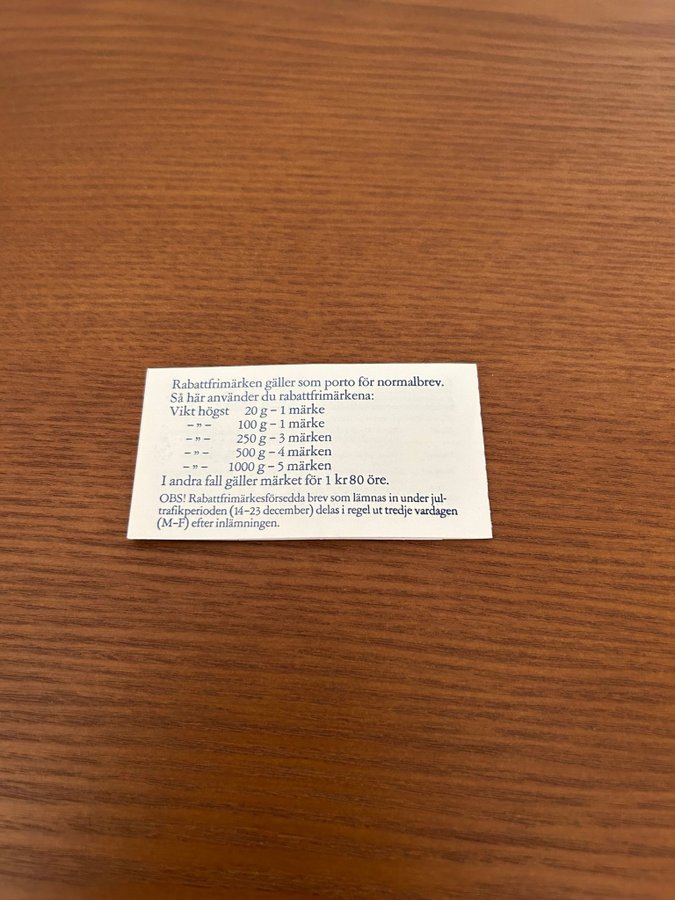 Rabattfrimärken gäller som porto för normalbrev.
Så här använder du rabattfrimärkena:
Vikt högst 20 g – 1 märke
– ” – 100 g – 1 märke
– ” – 250 g – 3 märken
– ” – 500 g – 4 märken
– ” – 1000 g – 5 märken
I andra fall gäller märket för 1 kr 80 öre.
OBS! Rabattfrimärkesförsedda brev som lämnas in under jul-
trafikperioden (14–23 december) delas i regel ut tredje vardagen
(M–F) efter inlämningen.